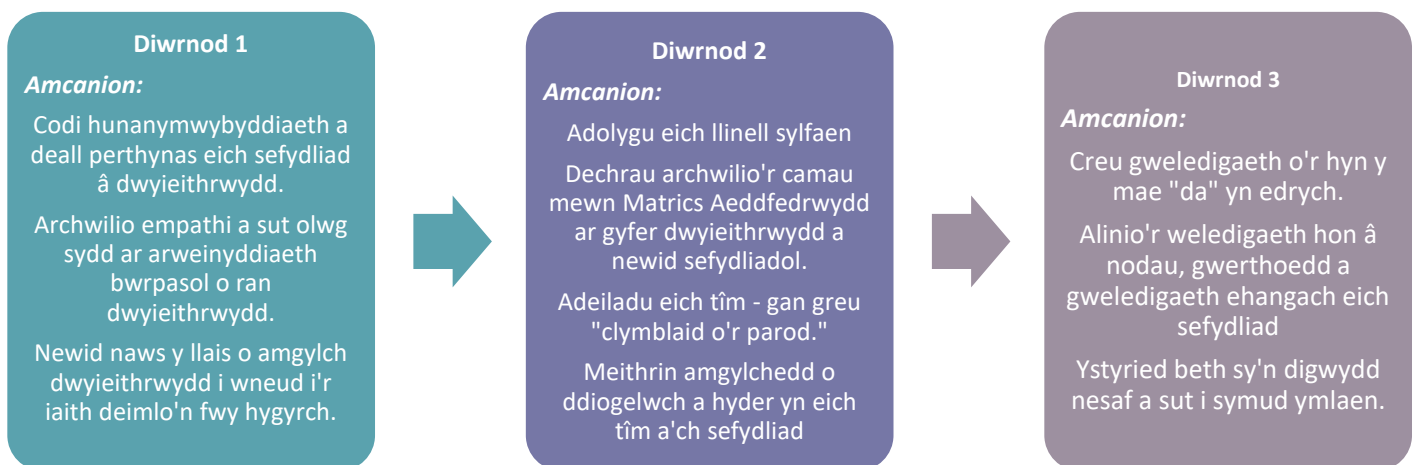 Diwrnod 1
Amcanion:
Codi hunanymwybyddiaeth a
deall perthynas eich sefydliad
â dwyieithrwydd.
Archwilio empathi a sut olwg
sydd ar arweinyddiaeth
bwrpasol o ran
dwyieithrwydd.
Newid naws y llais o amgylch
dwyieithrwydd i wneud i'r
iaith deimlo'n fwy hygyrch.
Diwrnod 2
Amcanion:
Adolygu eich llinell sylfaen
Dechrau archwilio'r camau
mewn Matrics Aeddfedrwydd
ar gyfer dwyieithrwydd a
newid sefydliadol.
Adeiladu eich tîm - gan greu
"clymblaid o'r parod."
Meithrin amgylchedd o
ddiogelwch a hyder yn eich
tîm a'ch sefydliad
Diwrnod 3
Amcanion:
Creu gweledigaeth o'r hyn y
mae "da" yn edrych.
Alinio'r weledigaeth hon â
nodau, gwerthoedd a
gweledigaeth ehangach eich
sefydliad
Ystyried beth sy'n digwydd
nesaf a sut i symud ymlaen.